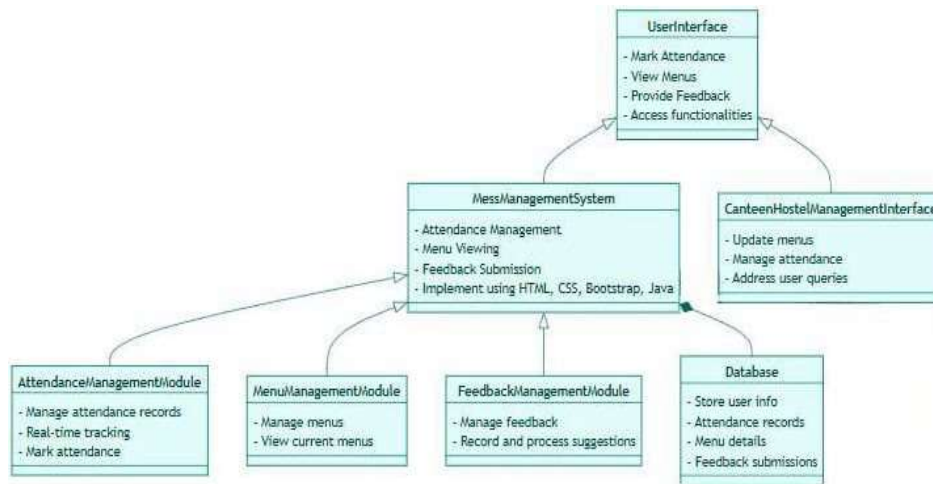 UserInterface
- Mark Attendance
- View Menus
- Provide Feedback
- Access functionalities
MessManagementSystem
- Attendance Management
- Menu Viewing
- Feedback Submission
- Implement using HTML, CSS, Bootstrap, Java
CanteenHostelManagementInterface
- Update menus
- Manage attendance
- Address user queries
AttendanceManagementModule
- Manage attendance records
- Real-time tracking
- Mark attendance
MenuManagementModule
- Manage menus
- View current menus
FeedbackManagementModule
- Manage feedback
- Record and process suggestions
Database
- Store user info
- Attendance records
- Menu details
- Feedback submissions